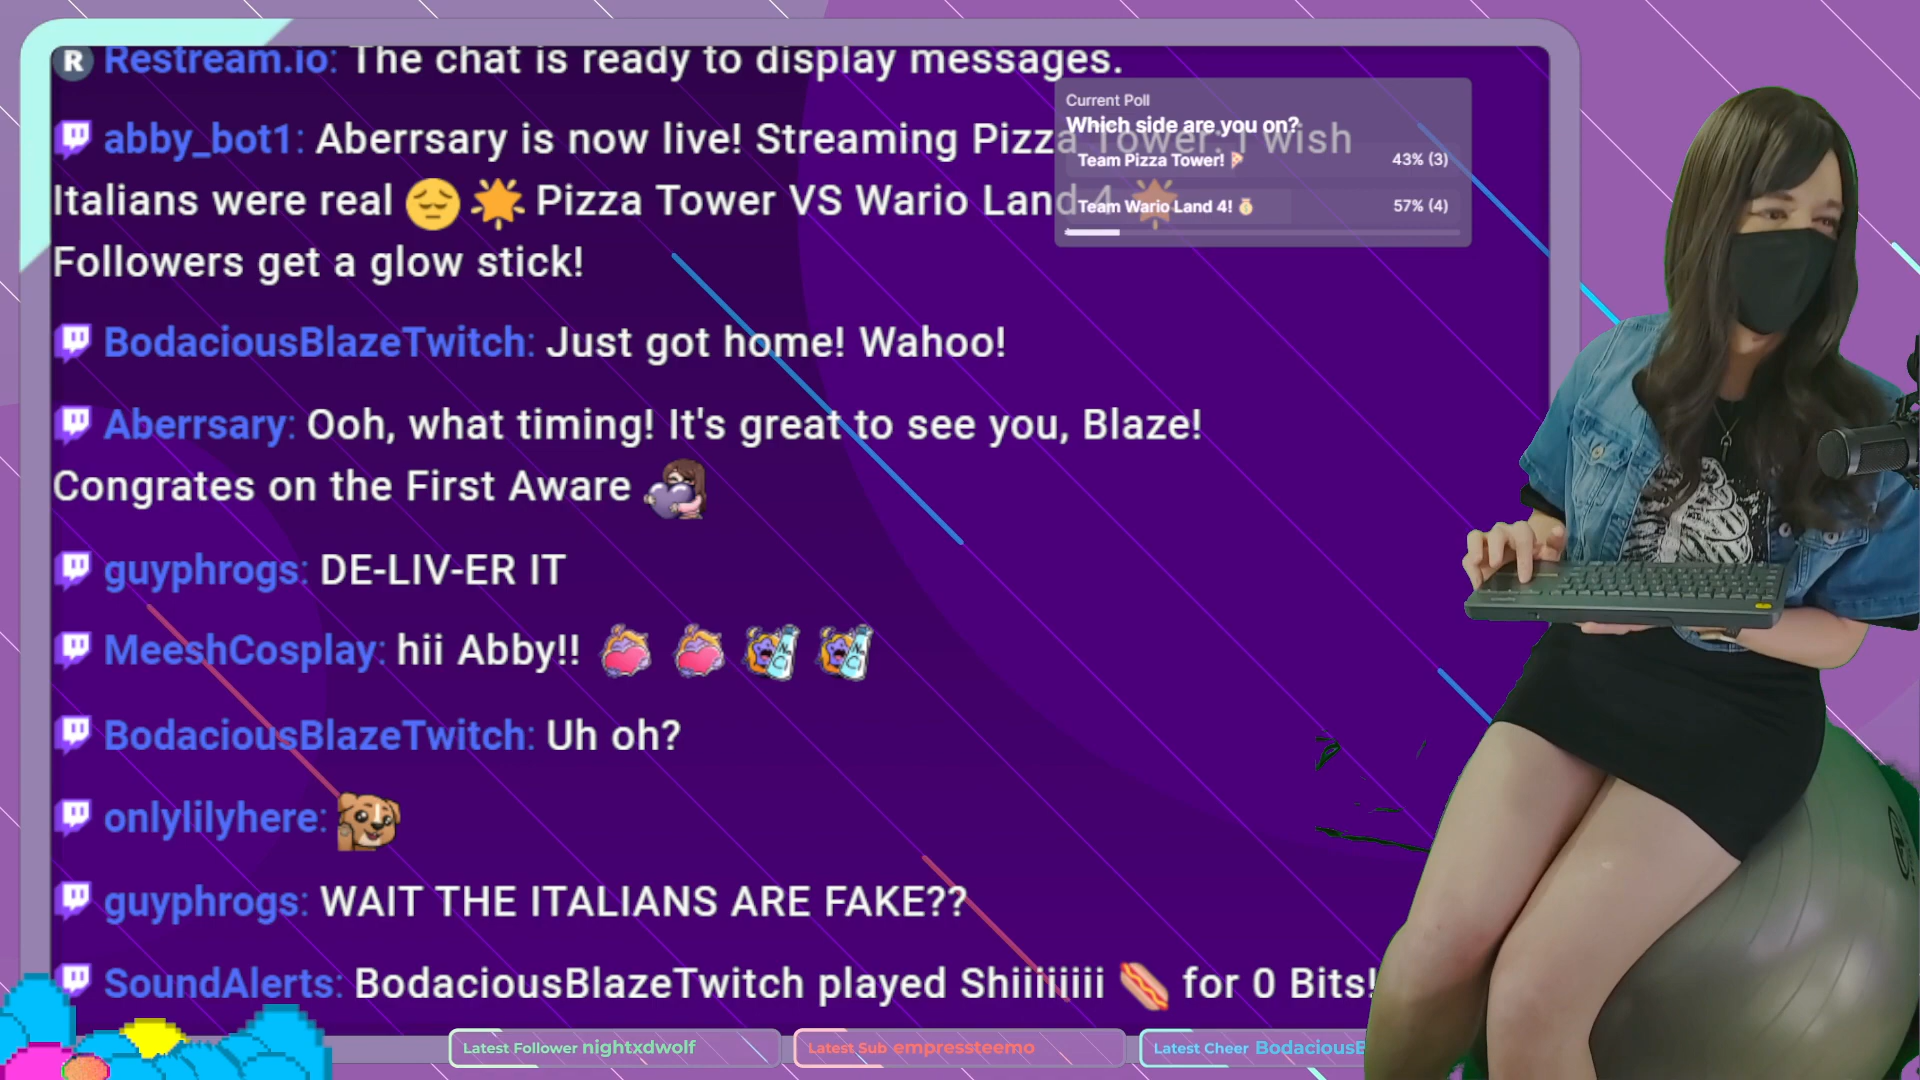 R Restream.io: The chat is ready to display messages.
Current Poll
Which side are you on?
Team Pizza Tower! 43% (3)
Team Wario Land 4! 57% (4)
abby_bot1: Aberrsary is now live! Streaming Pizza Tower: I wish
Italians were real 😔 🌟 Pizza Tower VS Wario Land 4 🌟
Followers get a glow stick!
BodaciousBlazeTwitch: Just got home! Wahoo!
Aberrsary: Ooh, what timing! It's great to see you, Blaze!
Congrates on the First Aware
guyphrogs: DE-LIV-ER IT
MeeshCosplay: hii Abby!!
BodaciousBlazeTwitch: Uh oh?
onlylilyhere:
guyphrogs: WAIT THE ITALIANS ARE FAKE??
SoundAlerts: BodaciousBlazeTwitch played Shiiiiiiii 🌭 for 0 Bits!
Latest Follower nightxdwolf
Latest Sub empressteemo
Latest Cheer BodaciousB